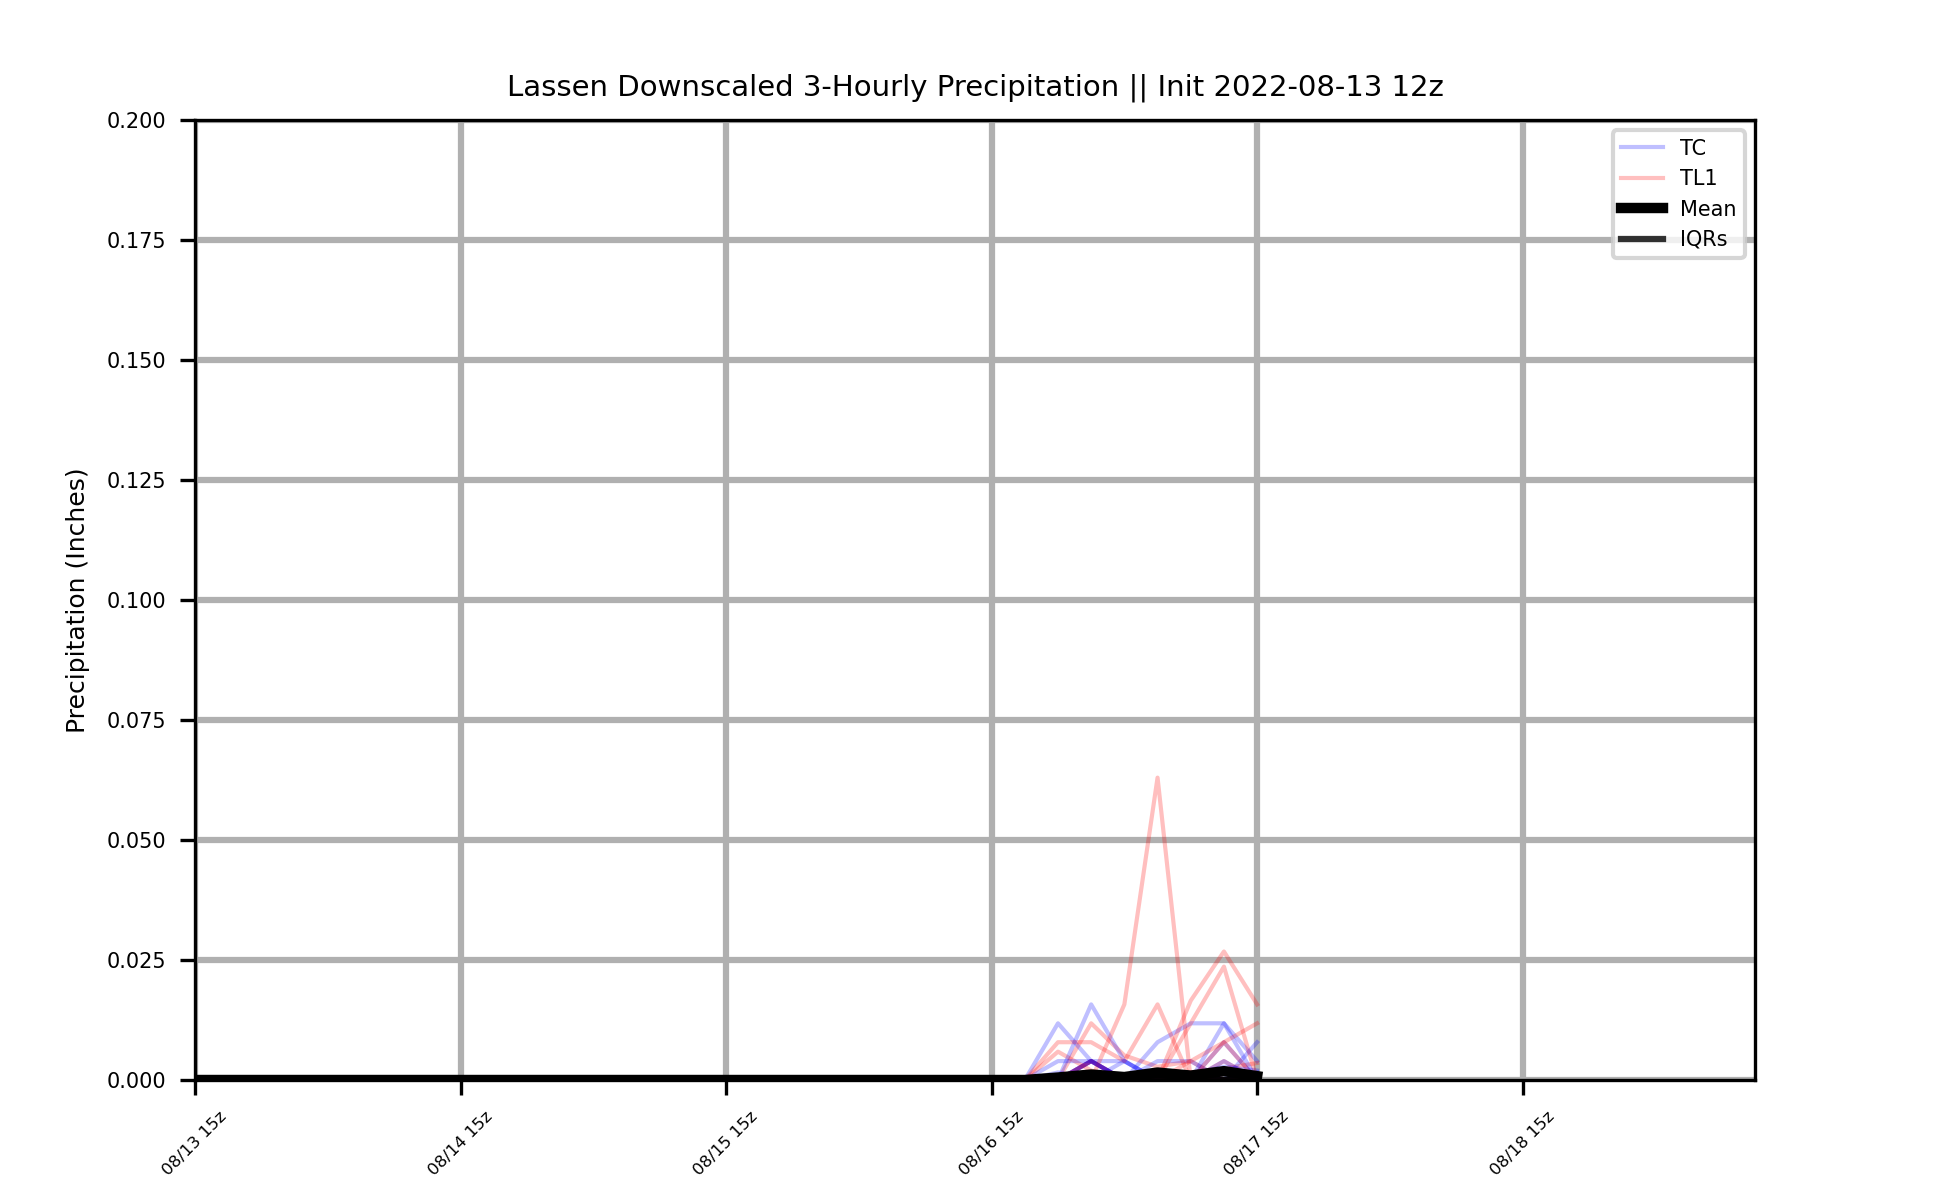 Lassen Downscaled 3-Hourly Precipitation || Init 2022-08-13 12z
Precipitation (Inches)
0.200
0.175
0.150
0.125
0.100
0.075
0.050
0.025
0.000
TC
TL1
Mean
IQRs
08/13 15z
08/14 15z
08/15 15z
08/16 15z
08/17 15z
08/18 15z